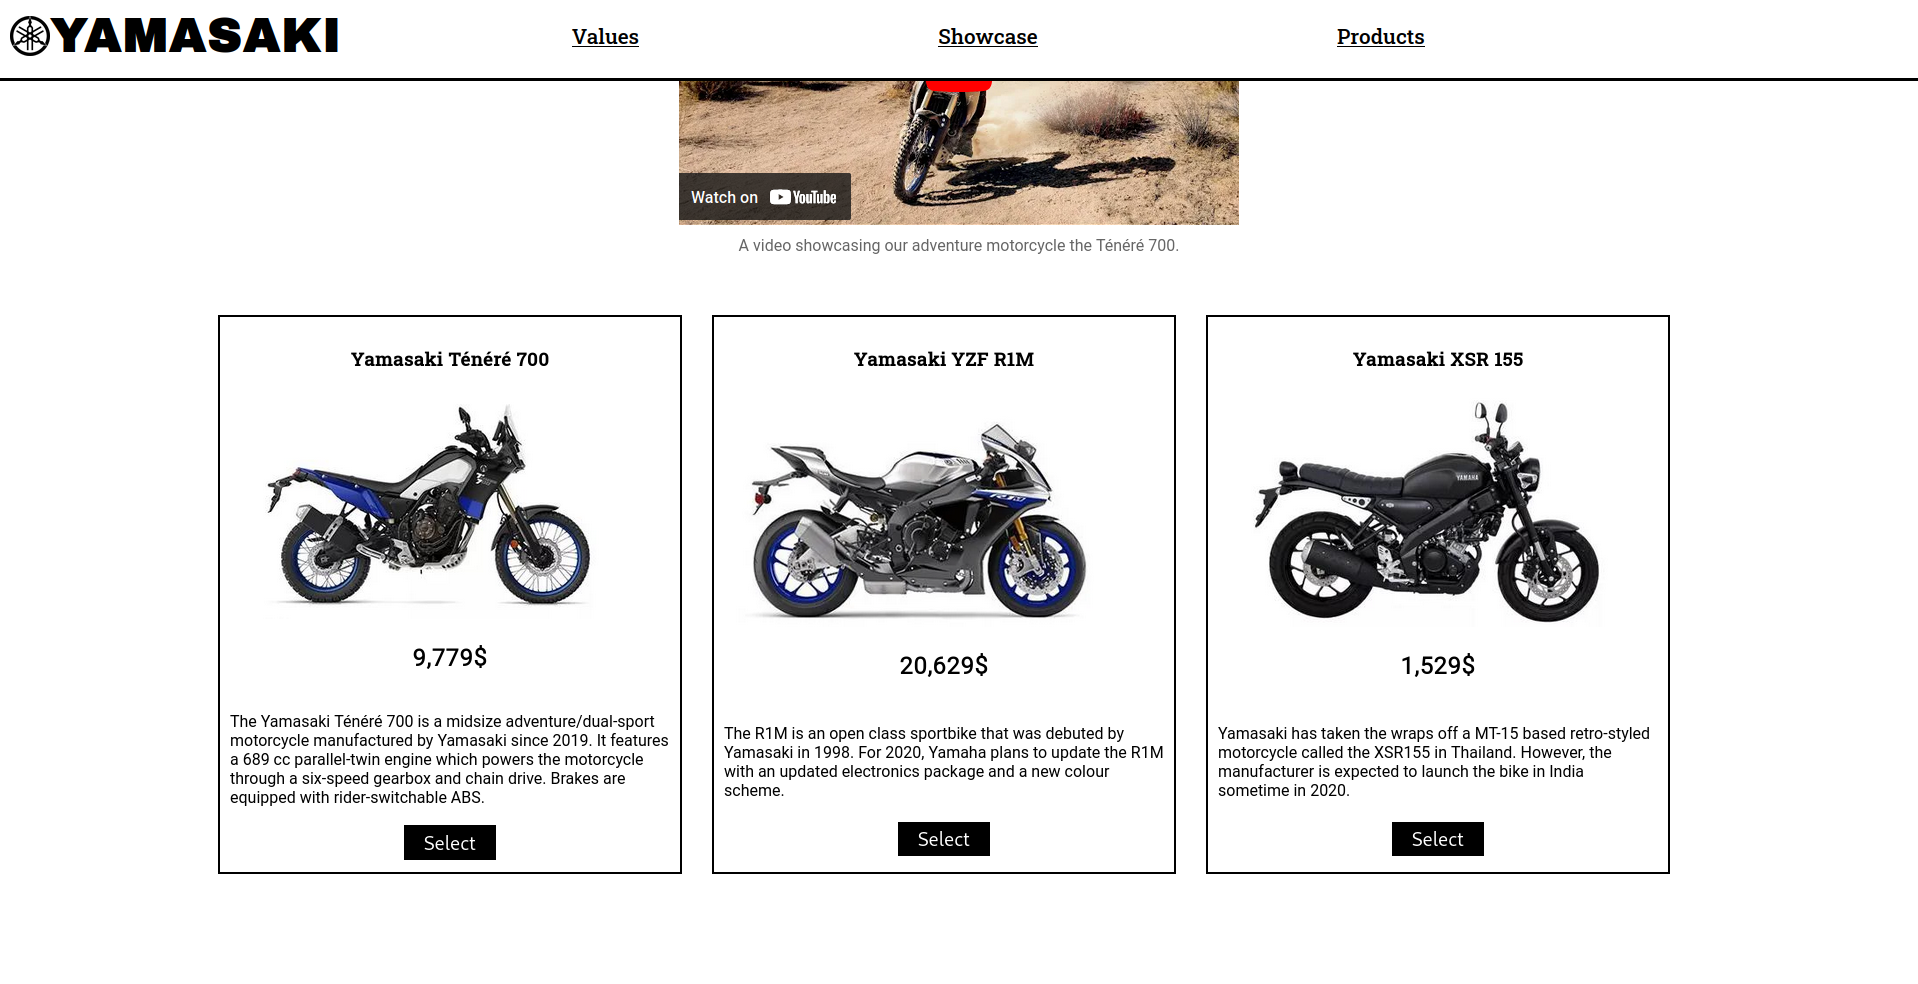 YAMASAKI
Values
Showcase
Products
Watch on YouTube
A video showcasing our adventure motorcycle the Ténéré 700.
Yamasaki Ténéré 700
9,779$
The Yamasaki Ténéré 700 is a midsize adventure/dual-sport
motorcycle manufactured by Yamasaki since 2019. It features
a 689 cc parallel-twin engine which powers the motorcycle
through a six-speed gearbox and chain drive. Brakes are
equipped with rider-switchable ABS.
Select
Yamasaki YZF R1M
R1M
20,629$
The R1M is an open class sportbike that was debuted by
Yamasaki in 1998. For 2020, Yamaha plans to update the R1M
with an updated electronics package and a new colour
scheme.
Select
Yamasaki XSR 155
YAMAHA
1,529$
Yamasaki has taken the wraps off a MT-15 based retro-styled
motorcycle called the XSR155 in Thailand. However, the
manufacturer is expected to launch the bike in India
sometime in 2020.
Select